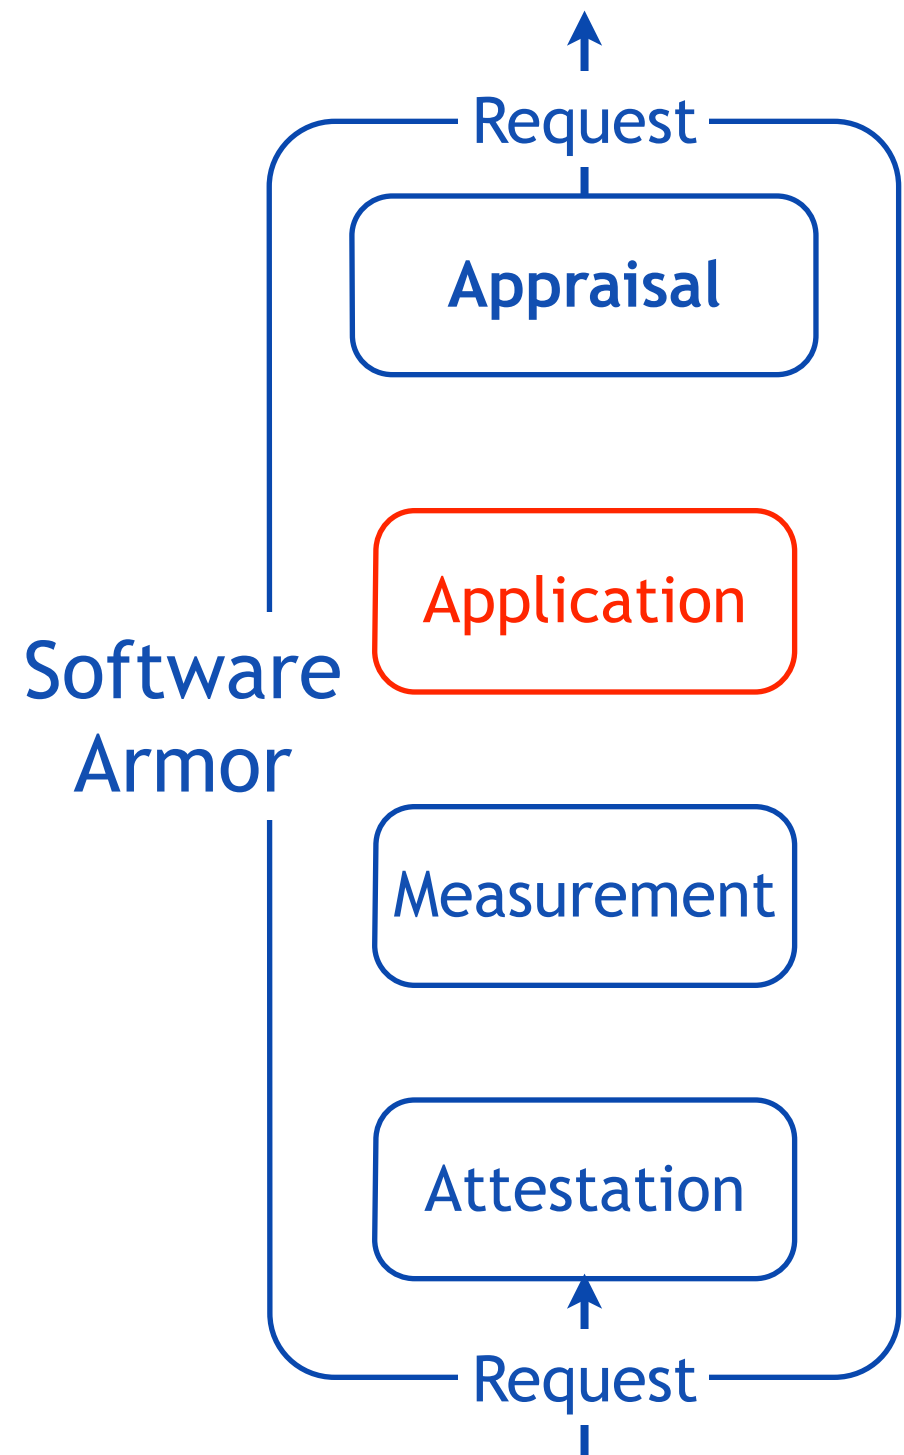 Request
Appraisal
Application
Software
Armor
Measurement
Attestation
Request